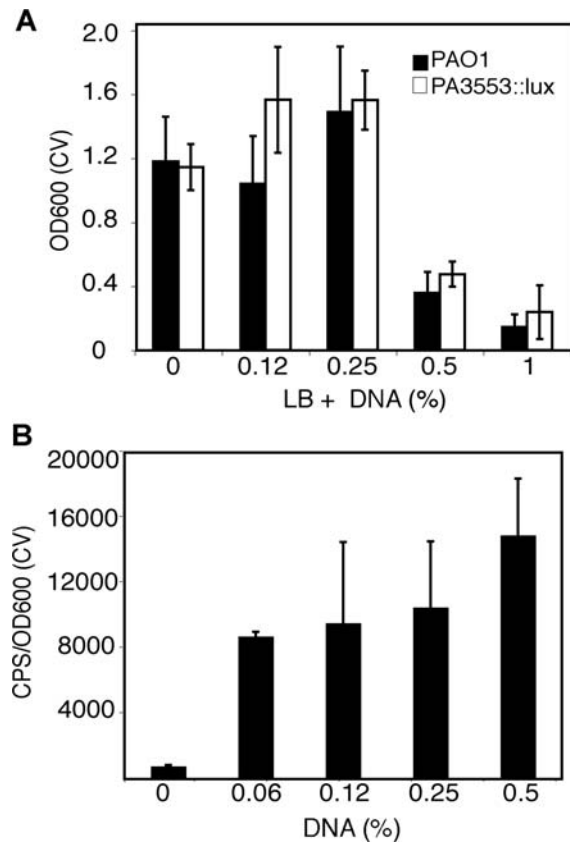 A
2.0
1.6
1.2
0.8
0.4
0
OD600 (CV)
PAO1
PA3553::lux
0 0.12 0.25 0.5 1
LB + DNA (%)
B
20000
16000
12000
8000
4000
CPS/OD600 (CV)
0 0.06 0.12 0.25 0.5
DNA (%)